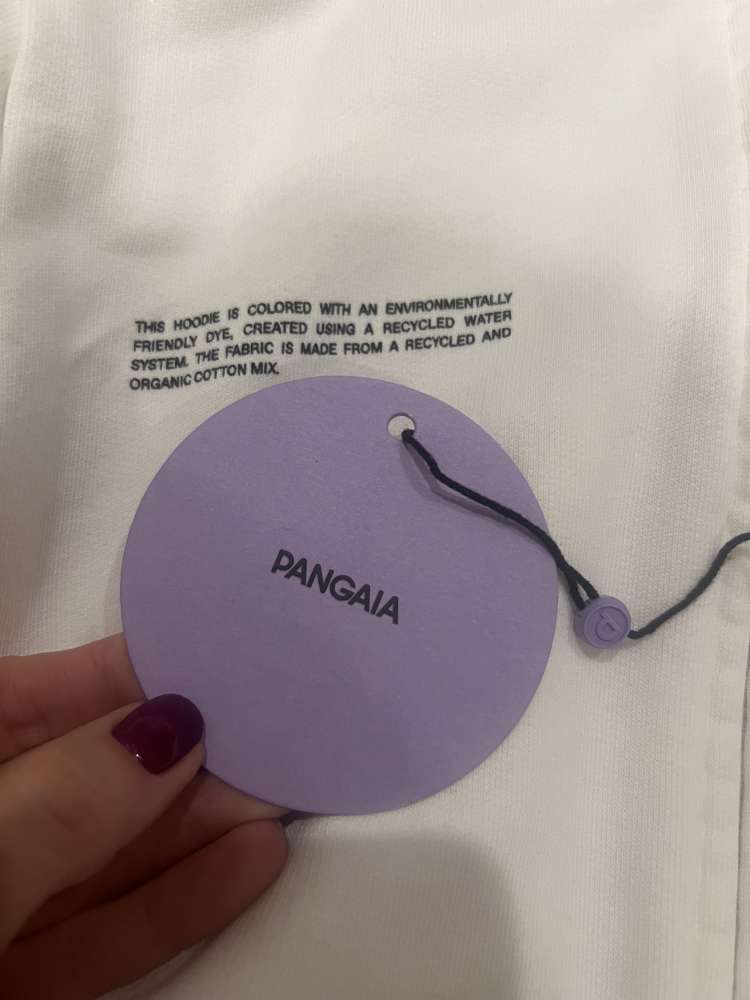 THIS HOODIE IS COLORED WITH AN ENVIRONMENTALLY
FRIENDLY DYE, CREATED USING A RECYCLED WATER
SYSTEM. THE FABRIC IS MADE FROM A RECYCLED AND
ORGANIC COTTON MIX.
PANGAIA
P